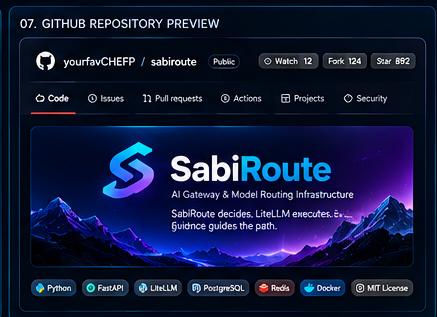 07. GITHUB REPOSITORY PREVIEW
yourfavCHEFP / sabiroute Public Watch 12 Fork 124 Star 892
Code Issues Pull requests Actions Projects Security
SabiRoute
AI Gateway & Model Routing Infrastructure
SabiRoute decides. LiteLLM executes.
guides the path.
Python FastAPI LiteLLM PostgreSQL Redis Docker MIT License